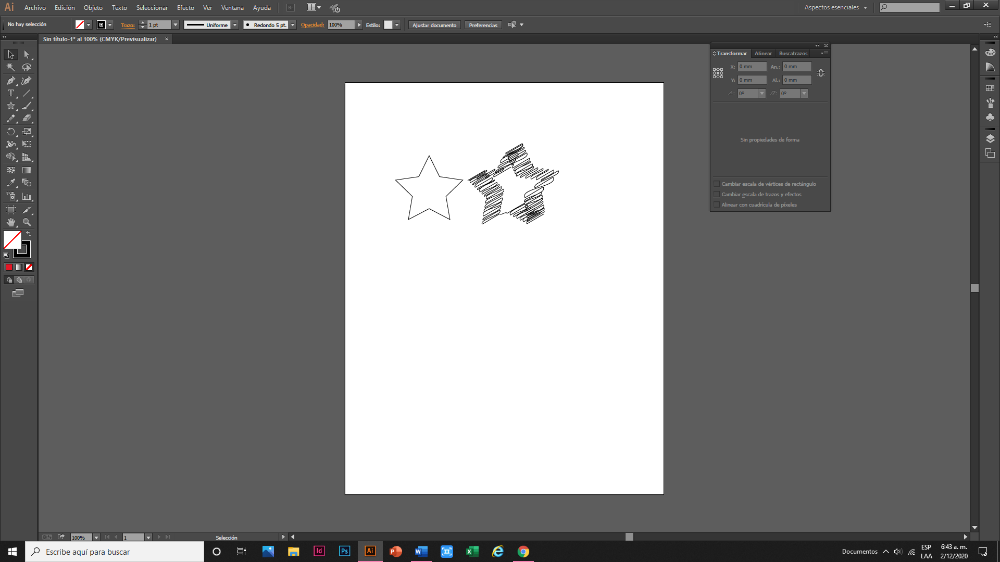 Ai Archivo Edición Objeto Texto Seleccionar Efecto Ver Ventana Ayuda Br Aspectos esenciales
No hay selección Trazo: 1 pt Uniforme Redondo 5 pt. Opacidad: 100% Estilo: Ajustar documento Preferencias
Sin título-1* al 100% (CMYK/Previsualizar) ×
Transformar Alinear Buscatrazos
X: 0 mm An.: 0 mm
Y: 0 mm Al.: 0 mm
0° 0°
Sin propiedades de forma
Cambiar escala de vértices de rectángulo
Cambiar escala de trazos y efectos
Alinear con cuadrícula de píxeles
T
100% 1 Selección
Escribe aquí para buscar Id Ps Ai P W X Documentos ESP 6:43 a. m.
LAA 2/12/2020